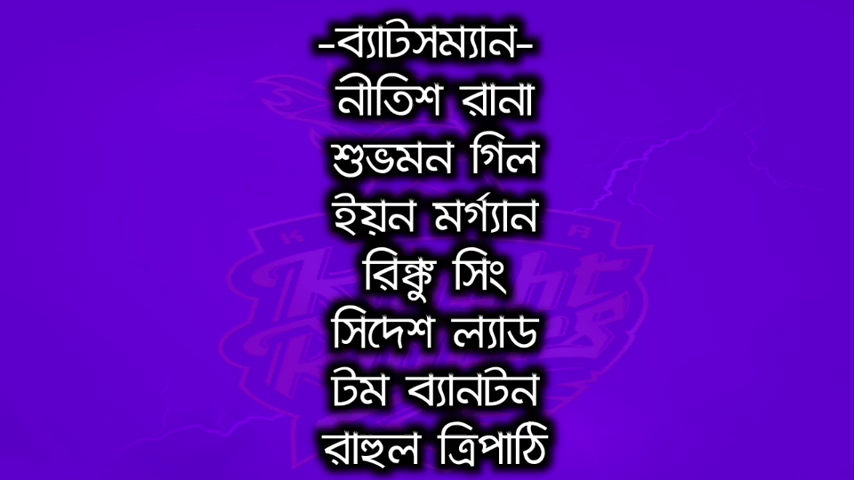 -ব্যাটসম্যান-
নীতিশ রানা
শুভমন গিল
ইয়ন মর্গ্যান
রিঙ্কু সিং
সিদেশ ল্যাড
টম ব্যানটন
রাহুল ত্রিপাঠি